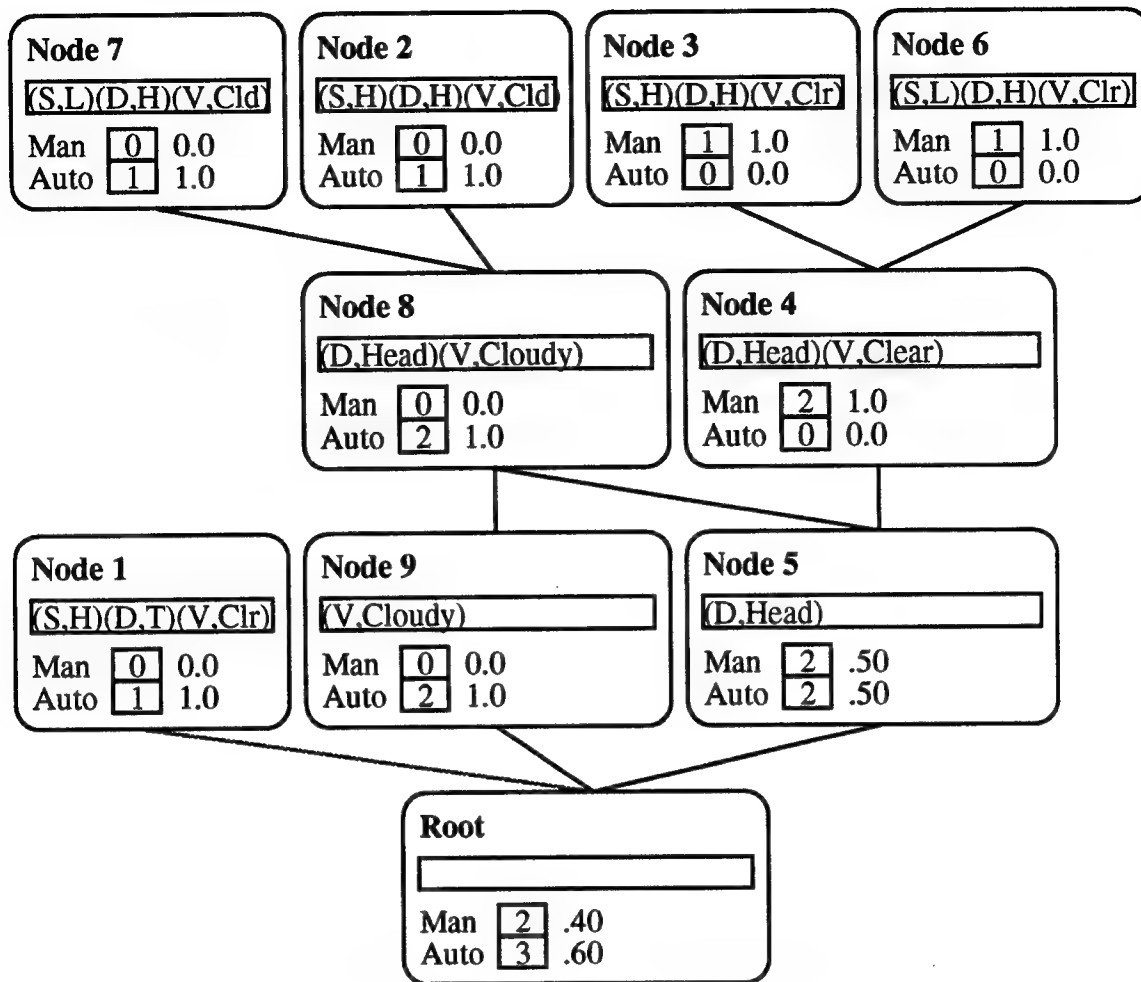 Node 7
(S,L)(D,H)(V,Cld)
Man 0 0.0
Auto 1 1.0
Node 2
(S,H)(D,H)(V,Cld)
Man 0 0.0
Auto 1 1.0
Node 3
(S,H)(D,H)(V,Clr)
Man 1 1.0
Auto 0 0.0
Node 6
(S,L)(D,H)(V,Clr)
Man 1 1.0
Auto 0 0.0
Node 8
(D,Head)(V,Cloudy)
Man 0 0.0
Auto 2 1.0
Node 4
(D,Head)(V,Clear)
Man 2 1.0
Auto 0 0.0
Node 1
(S,H)(D,T)(V,Clr)
Man 0 0.0
Auto 1 1.0
Node 9
(V,Cloudy)
Man 0 0.0
Auto 2 1.0
Node 5
(D,Head)
Man 2 .50
Auto 2 .50
Root
Man 2 .40
Auto 3 .60